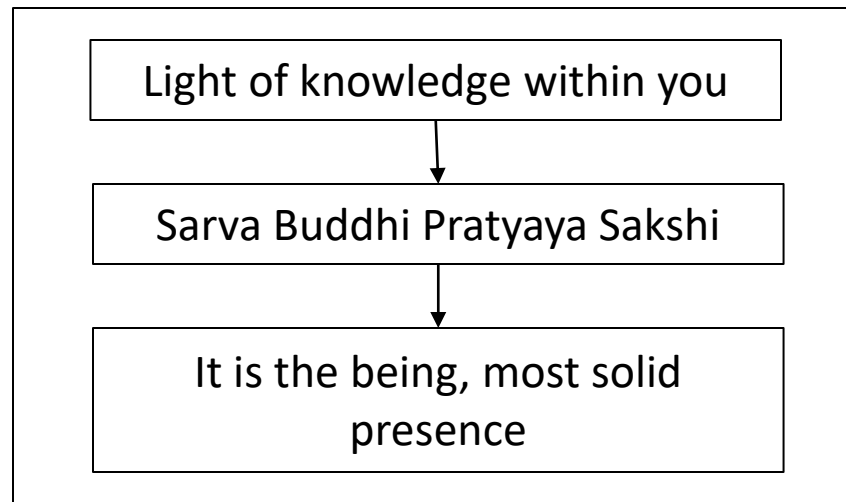 Light of knowledge within you
Sarva Buddhi Pratyaya Sakshi
It is the being, most solid
presence